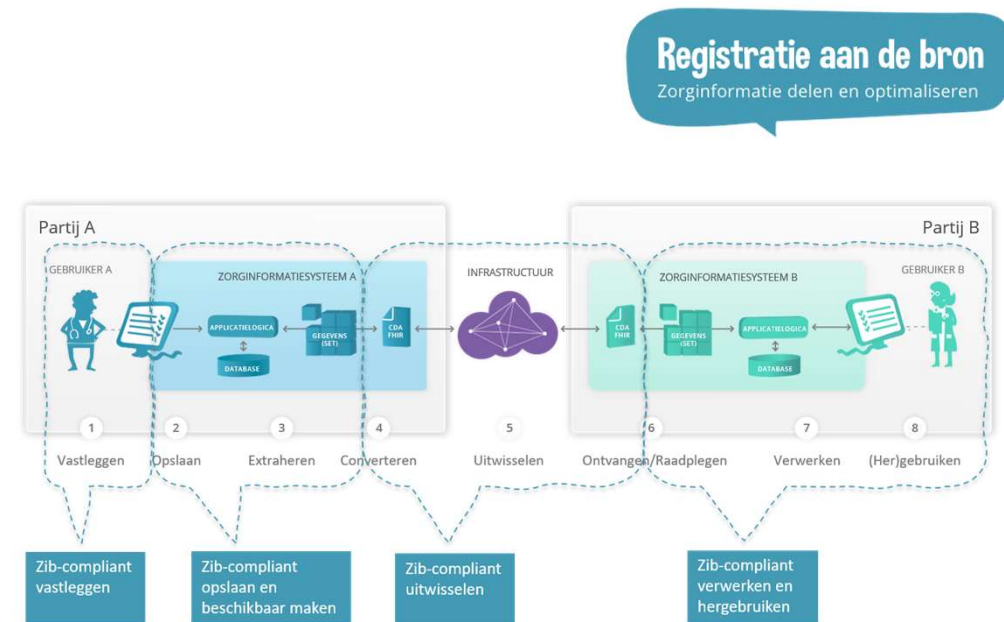 Registratie aan de bron
Zorginformatie delen en optimaliseren
Partij A
Partij B
GEBRUIKER A
ZORGINFORMATIESYSTEEM A
INFRASTRUCTUUR
ZORGINFORMATIESYSTEEM B
GEBRUIKER B
APPLICATIELOGICA
DATABASE
GEGEVENS
(SET)
CDA
FHIR
CDA
FHIR
GEGEVENS
(SET)
APPLICATIELOGICA
DATABASE
1
2
3
4
5
6
7
8
Vastleggen
Opslaan
Extraheren
Converteren
Uitwisselen
Ontvangen/Raadplegen
Verwerken
(Her)gebruiken
Zib-compliant
vastleggen
Zib-compliant
opslaan en
beschikbaar maken
Zib-compliant
uitwisselen
Zib-compliant
verwerken en
hergebruiken